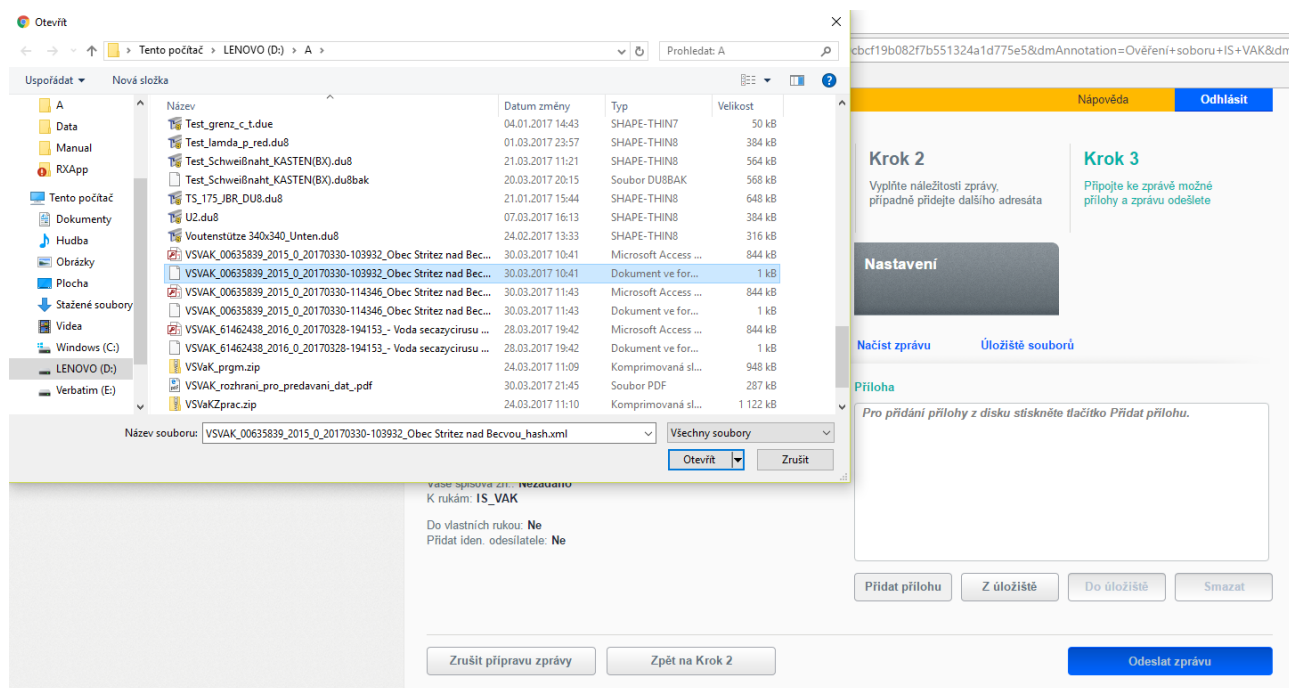 Otevřít
Tento počítač > LENOVO (D:) > A >
Prohledat: A
cbcf19b082f7b551324a1d775e5&dmAnnotation=Ověření+soboru+IS+VAK&dm
Uspořádat
Nová složka
A
Data
Manual
RXApp
Tento počítač
Dokumenty
Hudba
Obrázky
Plocha
Stažené soubory
Videa
Windows (C:)
LENOVO (D:)
Verbatim (E:)
Název Datum změny Typ Velikost
Test_grenz_c_t.due 04.01.2017 14:43 SHAPE-THIN7 50 kB
Test_lamda_p_red.du8 01.03.2017 23:57 SHAPE-THIN8 384 kB
Test_Schweißnaht_KASTEN(BX).du8 21.03.2017 11:21 SHAPE-THIN8 564 kB
Test_Schweißnaht_KASTEN(BX).du8bak 20.03.2017 20:15 Soubor DU8BAK 568 kB
TS_175_JBR_DU8.du8 21.01.2017 15:44 SHAPE-THIN8 648 kB
U2.du8 07.03.2017 16:13 SHAPE-THIN8 384 kB
Voutenstütze 340x340_Unten.du8 24.02.2017 13:33 SHAPE-THIN8 316 kB
VSVAK_00635839_2015_0_20170330-103932_Obec Stritez nad Bec... 30.03.2017 10:41 Microsoft Access ... 844 kB
VSVAK_00635839_2015_0_20170330-103932_Obec Stritez nad Bec... 30.03.2017 10:41 Dokument ve for... 1 kB
VSVAK_00635839_2015_0_20170330-114346_Obec Stritez nad Bec... 30.03.2017 11:43 Microsoft Access ... 844 kB
VSVAK_00635839_2015_0_20170330-114346_Obec Stritez nad Bec... 30.03.2017 11:43 Dokument ve for... 1 kB
VSVAK_61462438_2016_0_20170328-194153_- Voda secazycirusu ... 28.03.2017 19:42 Microsoft Access ... 844 kB
VSVAK_61462438_2016_0_20170328-194153_- Voda secazycirusu ... 28.03.2017 19:42 Dokument ve for... 1 kB
VSVaK_prgm.zip 24.03.2017 11:09 Komprimovaná sl... 948 kB
VSVAK_rozhrani_pro_predavani_dat_.pdf 30.03.2017 21:45 Soubor PDF 287 kB
VSVaKZprac.zip 24.03.2017 11:10 Komprimovaná sl... 1 122 kB
Název souboru: VSVAK_00635839_2015_0_20170330-103932_Obec Stritez nad Becvou_hash.xml
Všechny soubory
Otevřít
Zrušit
Nápověda
Odhlásit
Krok 2
Vyplňte náležitosti zprávy,
případně přidejte dalšího adresáta
Krok 3
Připojte ke zprávě možné
přílohy a zprávu odešlete
Nastavení
Načíst zprávu
Úložiště souborů
Příloha
Pro přidání přílohy z disku stiskněte tlačítko Přidat přílohu.
Vaše spisová zn.: Nezadáno
K rukám: IS_VAK
Do vlastních rukou: Ne
Přidat iden. odesílatele: Ne
Přidat přílohu
Z úložiště
Do úložiště
Smazat
Zrušit přípravu zprávy
Zpět na Krok 2
Odeslat zprávu